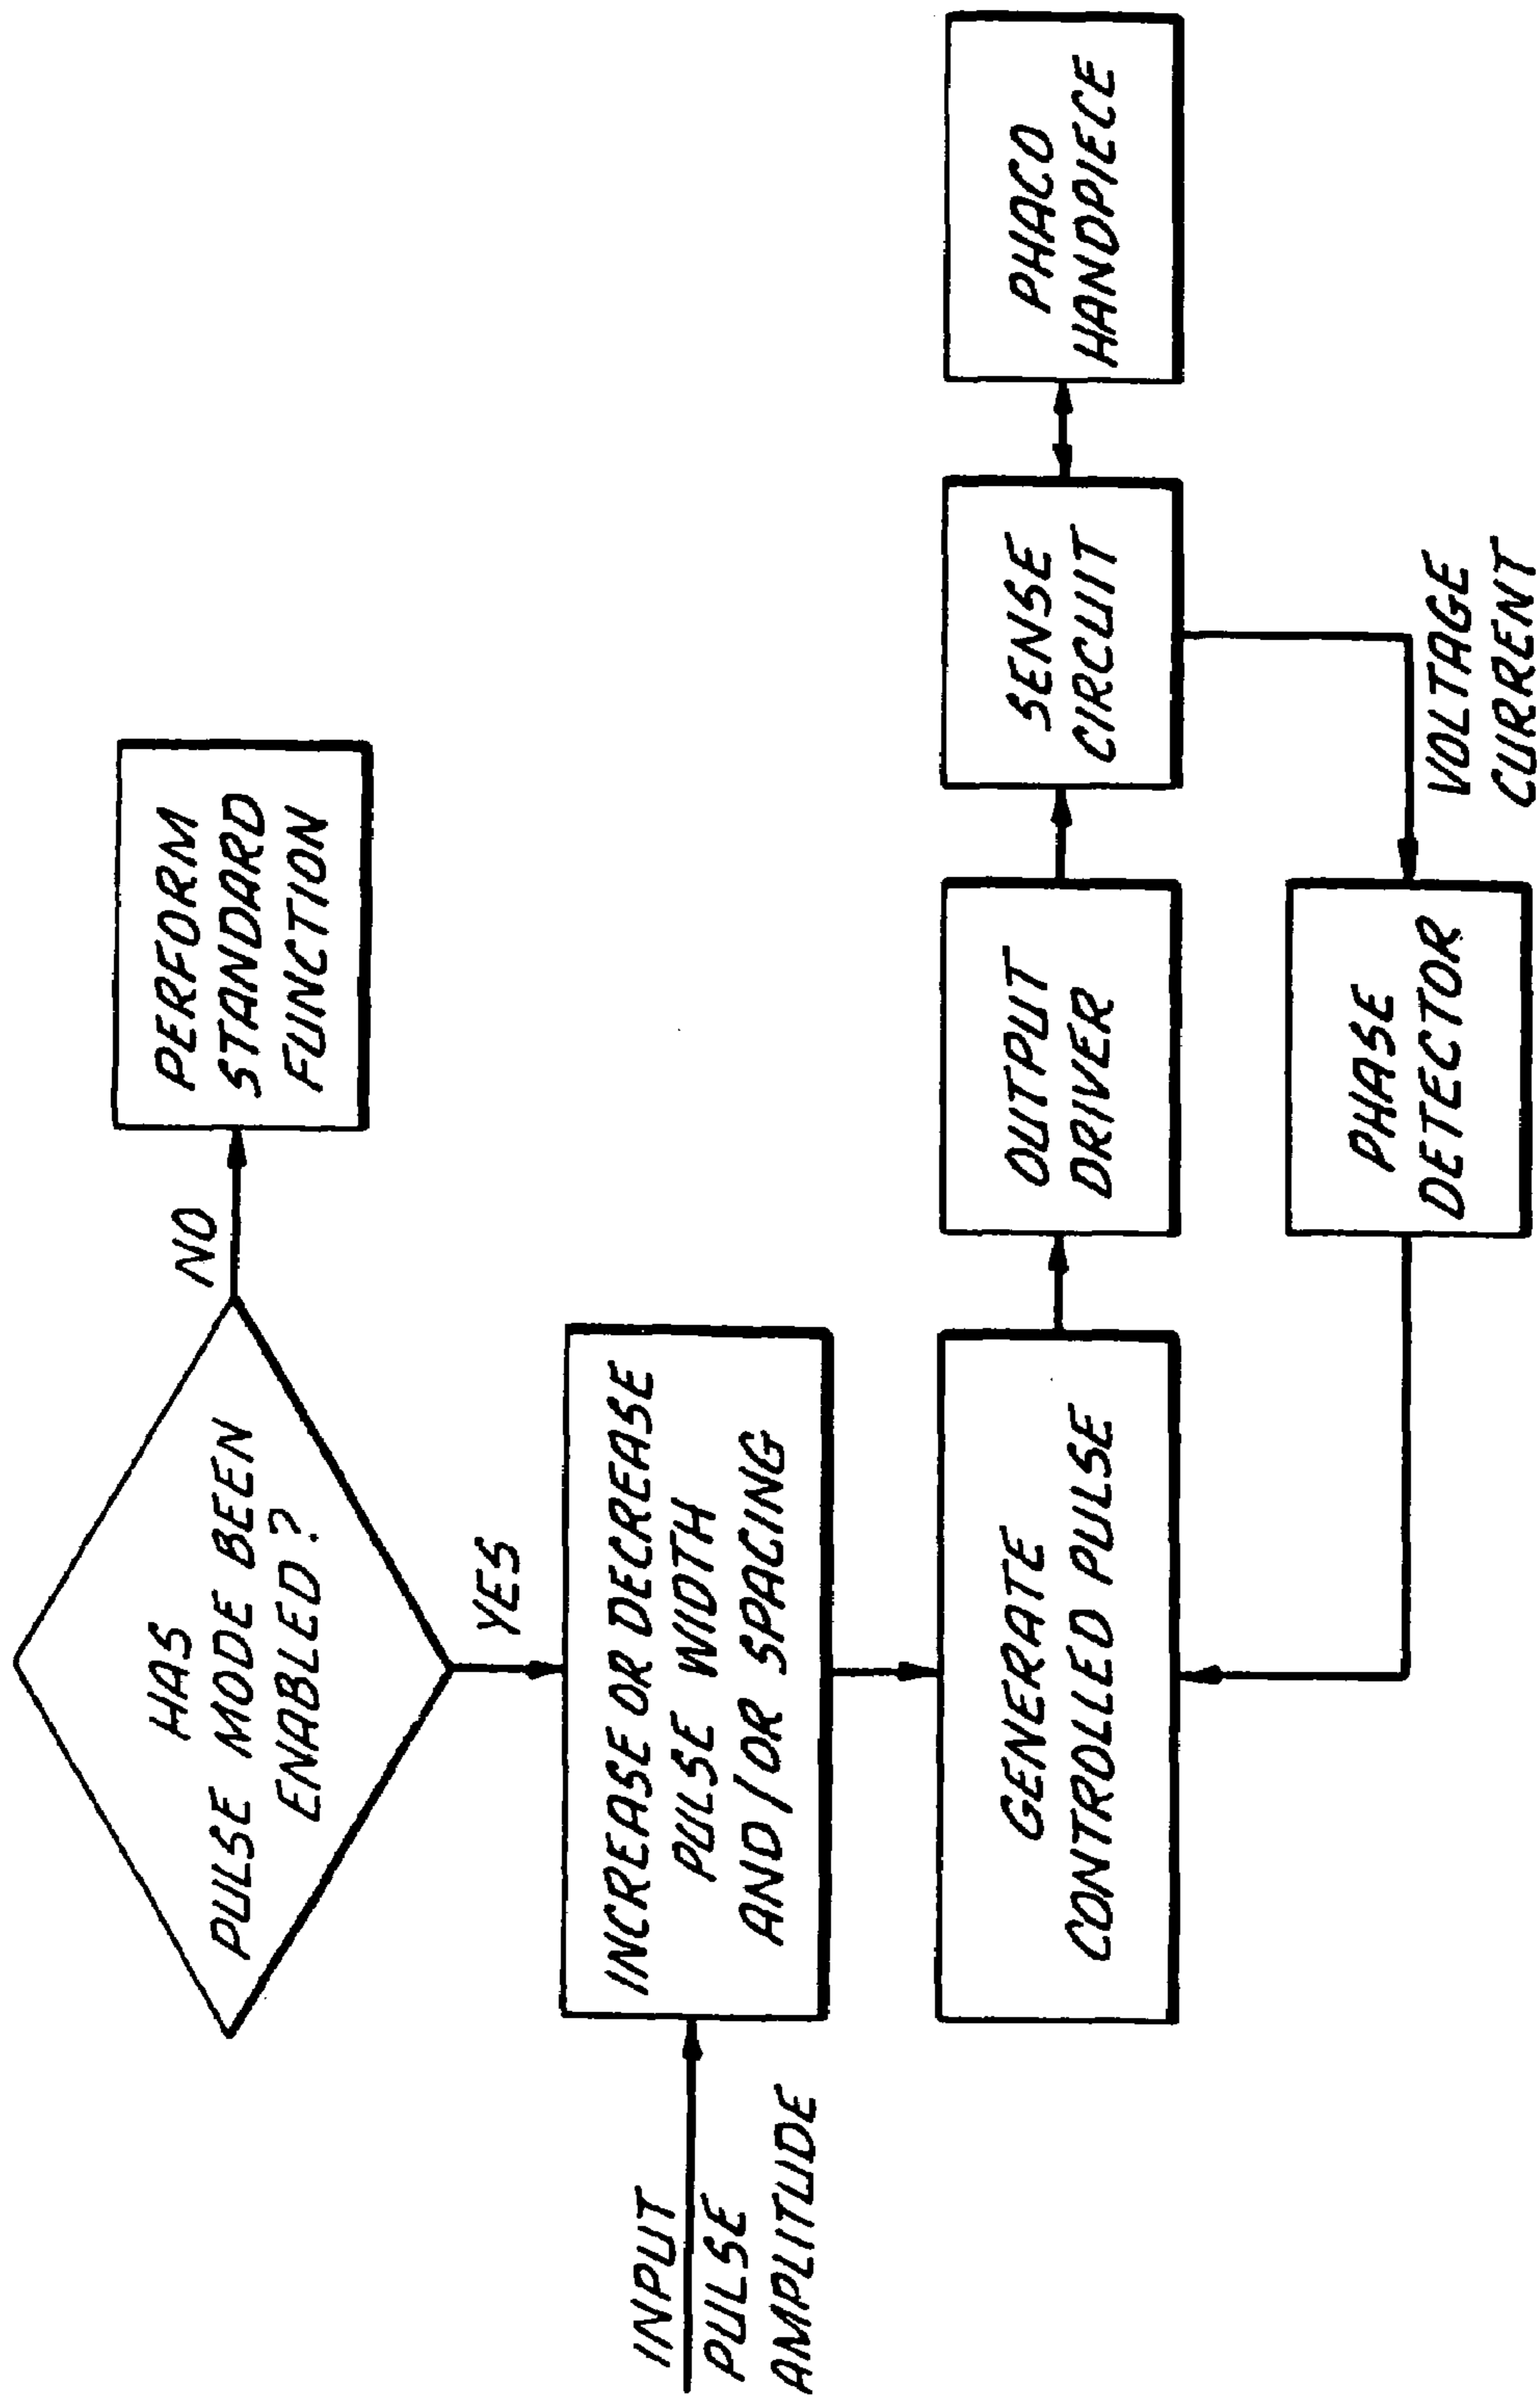 HAS
PULSE MODE BEEN
ENABLED?
NO
PERFORM
STANDARD
FUNCTION
YES
INPUT
PULSE
AMPLITUDE
INCREASE OR DECREASE
PULSE WIDTH
AND/OR SPACING
GENERATE
CONTROLLED PULSE
OUTPUT
DRIVER
SENSE
CIRCUIT
PHACO
HANDPIECE
PHASE
DETECTOR
VOLTAGE
CURRENT